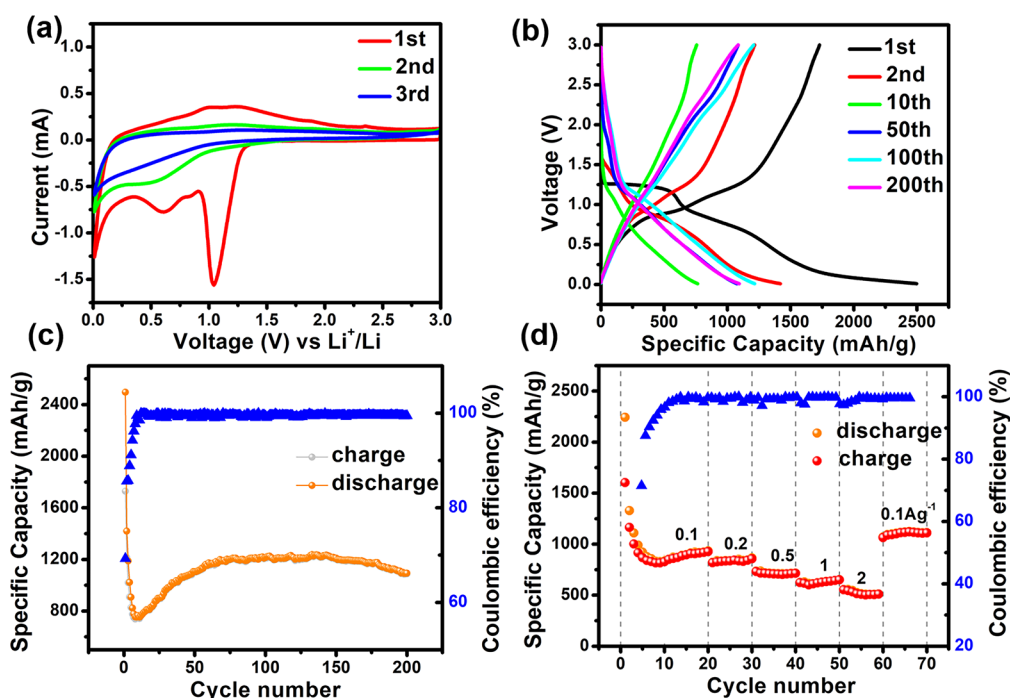 (a)
1st
2nd
3rd
1.0
0.5
0.0
-0.5
-1.0
-1.5
Current (mA)
0.0 0.5 1.0 1.5 2.0 2.5 3.0
Voltage (V) vs Li⁺/Li
(b)
1st
2nd
10th
50th
100th
200th
3.0
2.5
2.0
1.5
1.0
0.5
0.0
Voltage (V)
0 500 1000 1500 2000 2500
Specific Capacity (mAh/g)
(c)
charge
discharge
2400
2000
1600
1200
800
Specific Capacity (mAh/g)
100
90
80
70
60
Coulombic efficiency (%)
0 50 100 150 200
Cycle number
(d)
discharge
charge
0.1 0.2 0.5 1 2 0.1Ag⁻¹
2500
2000
1500
1000
500
0
Specific Capacity (mAh/g)
100
80
60
40
20
Coulombic efficiency (%)
0 10 20 30 40 50 60 70
Cycle number